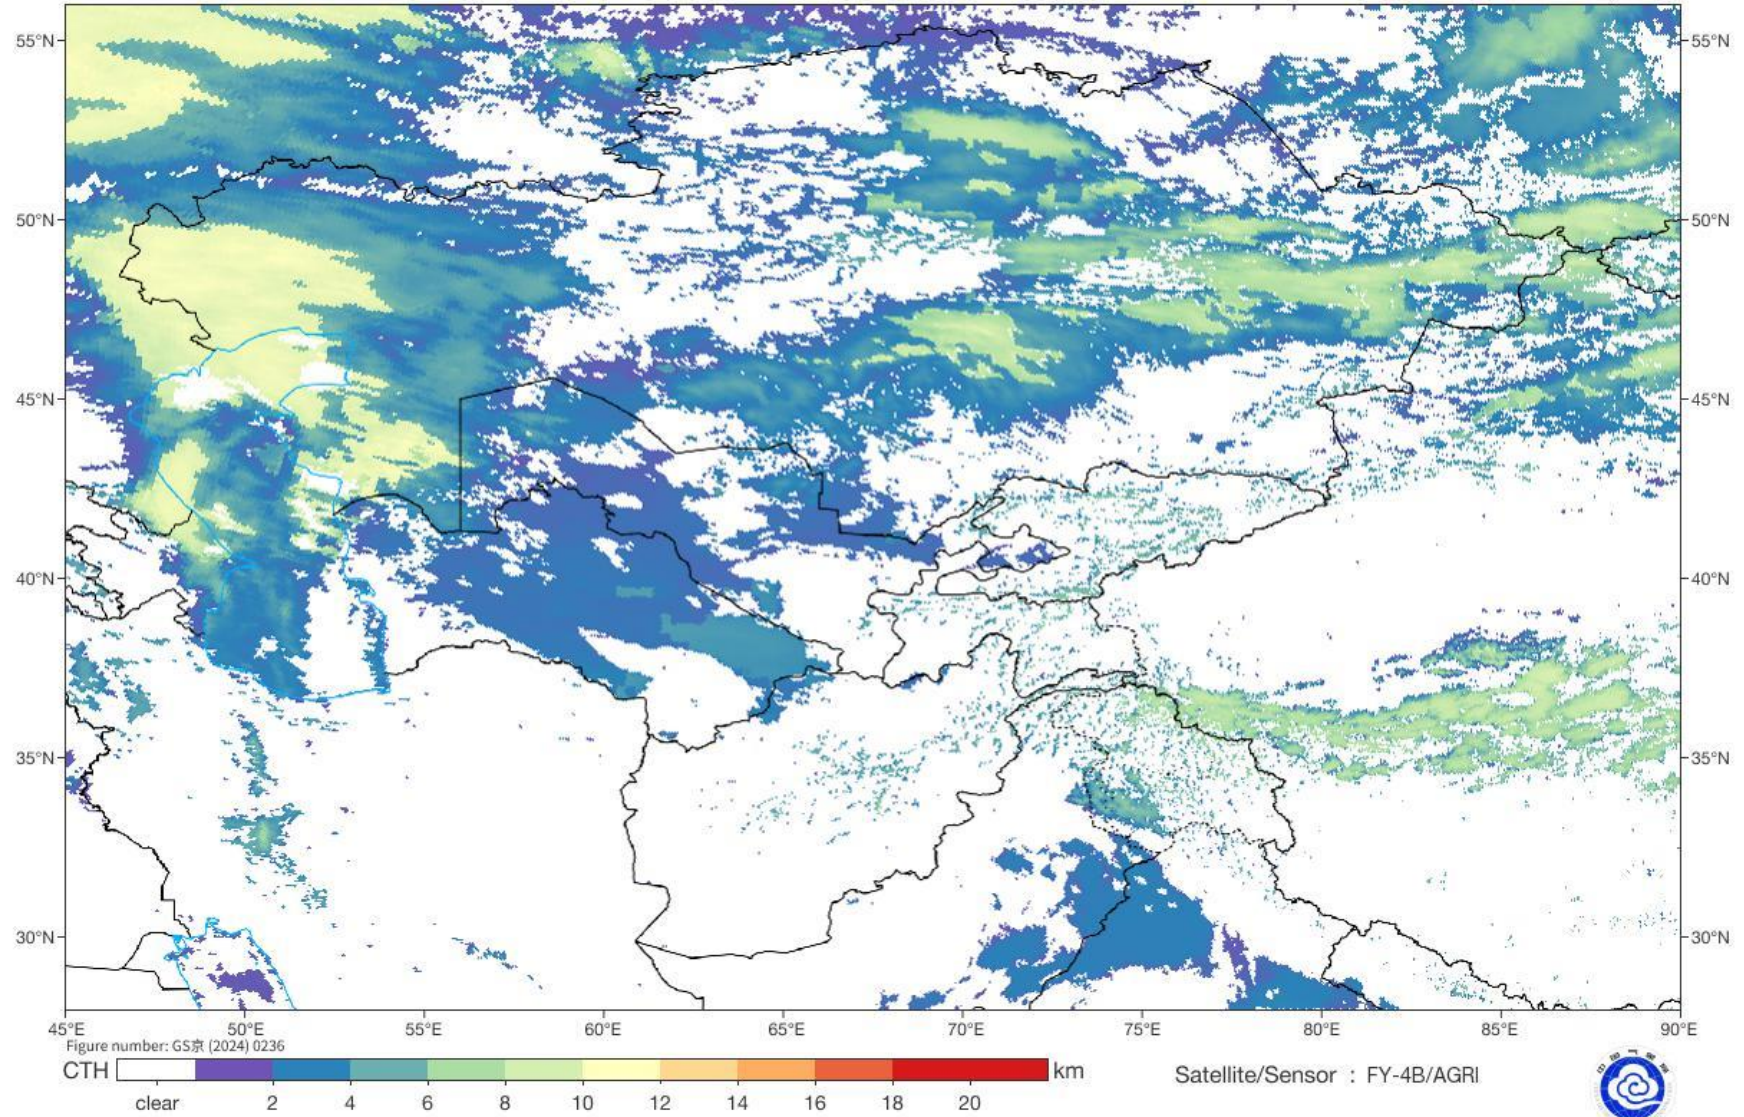 55°N 55°N
50°N 50°N
45°N 45°N
40°N 40°N
35°N 35°N
30°N 30°N
45°E 50°E 55°E 60°E 65°E 70°E 75°E 80°E 85°E 90°E
Figure number: GS京 (2024) 0236
CTH km
Satellite/Sensor : FY-4B/AGRI
clear 2 4 6 8 10 12 14 16 18 20